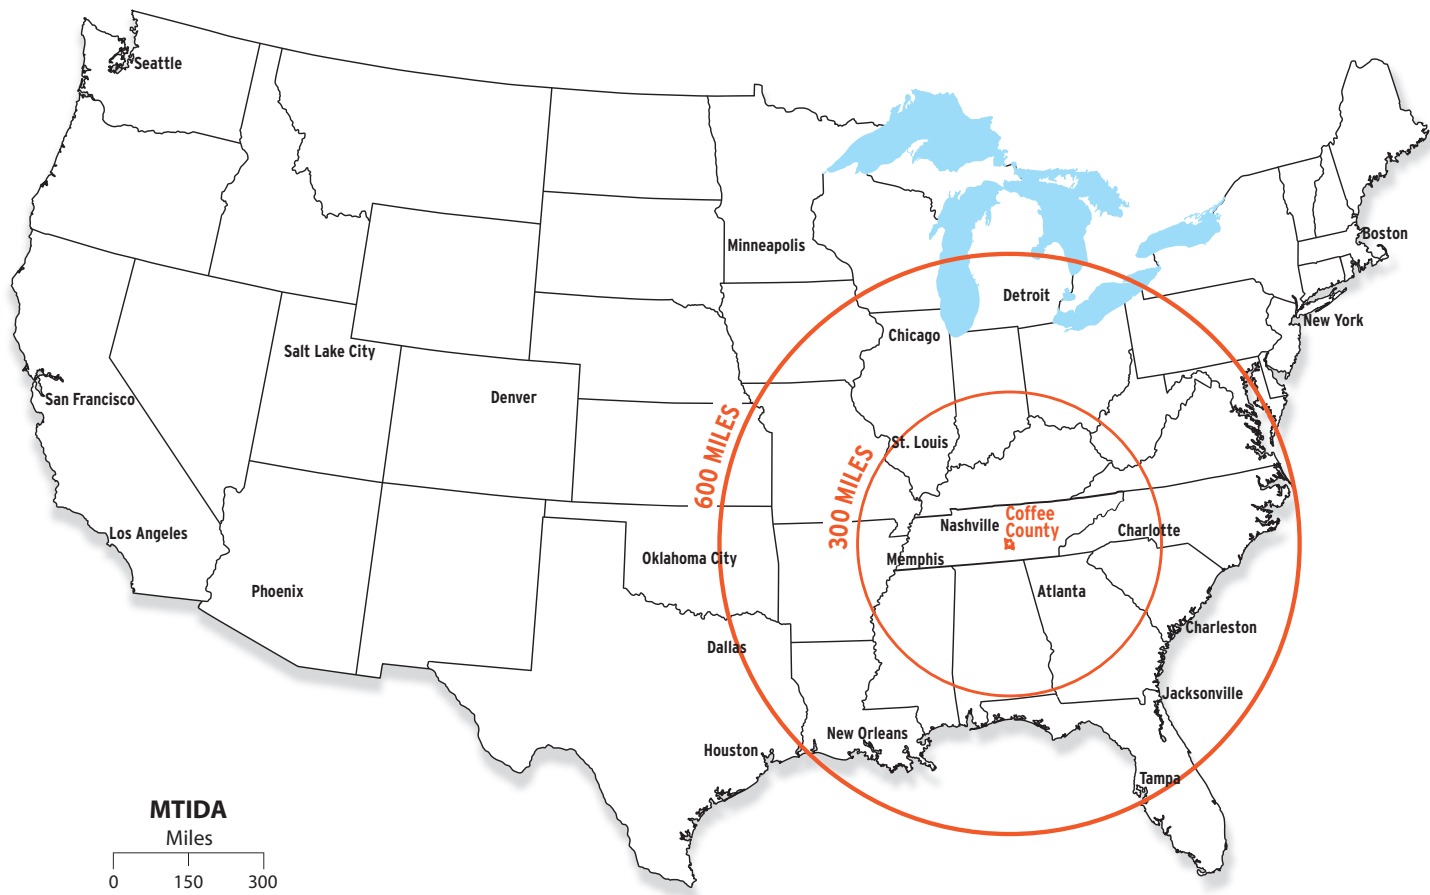 Seattle
Minneapolis
Boston
Detroit
New York
Chicago
Salt Lake City
Denver
San Francisco
600 MILES
St. Louis
300 MILES
Nashville
Coffee
County
Charlotte
Los Angeles
Oklahoma City
Memphis
Phoenix
Atlanta
Charleston
Dallas
Jacksonville
New Orleans
Houston
Tampa
MTIDA
Miles
0 150 300